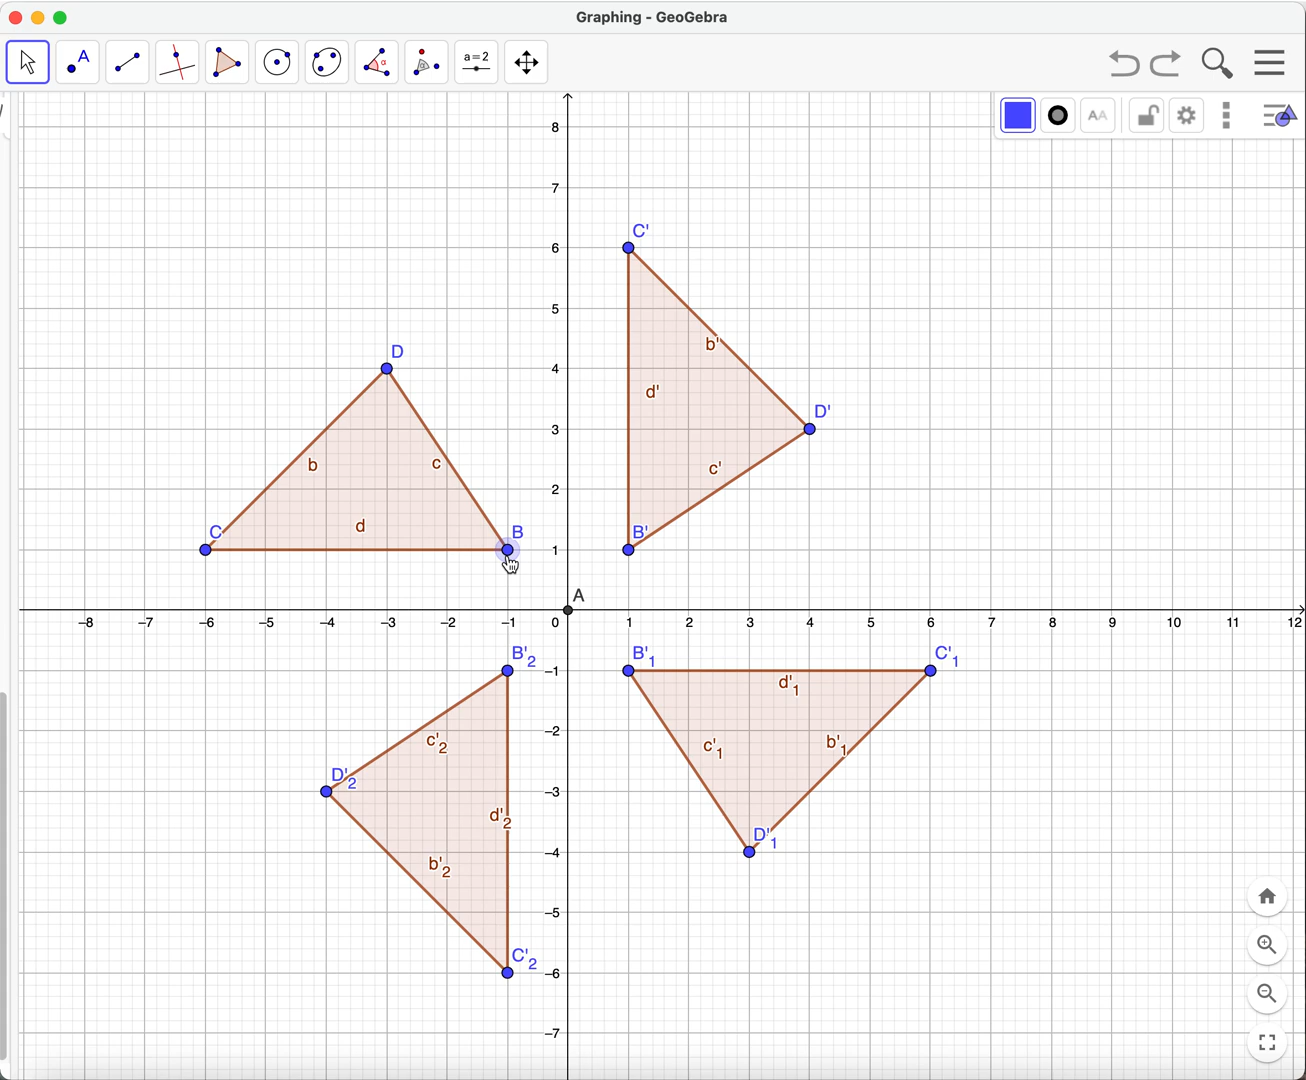 Graphing - GeoGebra
A
α
a=2
AA
8
7
C'
6
5
D
b'
4
d'
D'
3
b
c
c'
2
d
C
B
B'
1
A
–8 –7 –6 –5 –4 –3 –2 –1 0 1 2 3 4 5 6 7 8 9 10 11 12
B'2
B'1
C'1
–1
d'1
c'2
–2
c'1
b'1
D'2
–3
d'2
D'1
–4
b'2
–5
C'2
–6
–7